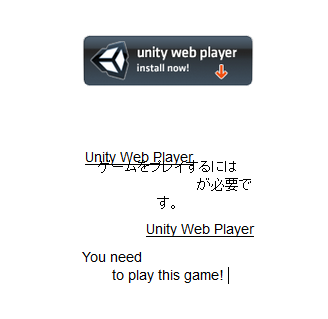 unity web player
install now!
Unity Web Player
ゲームをプレイするには
が必要で
す。
Unity Web Player
You need
to play this game!